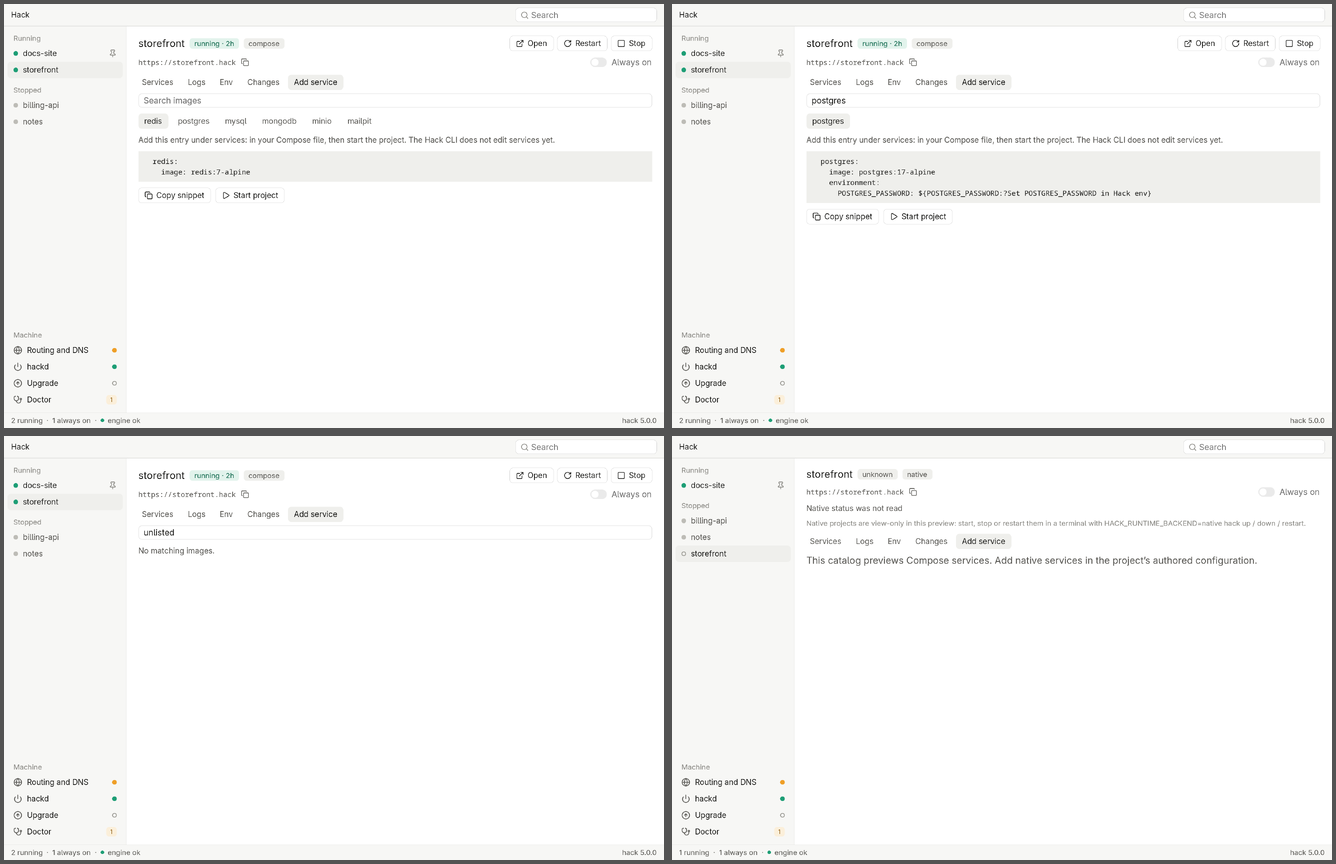 Hack
Search
Running
docs-site
storefront
Stopped
billing-api
notes
Machine
Routing and DNS
hackd
Upgrade
Doctor 1
storefront running · 2h compose
Open Restart Stop
https://storefront.hack
Always on
Services Logs Env Changes Add service
Search images
redis postgres mysql mongodb minio mailpit
Add this entry under services: in your Compose file, then start the project. The Hack CLI does not edit services yet.
redis:
image: redis:7-alpine
Copy snippet Start project
2 running · 1 always on · engine ok
hack 5.0.0
Hack
Search
Running
docs-site
storefront
Stopped
billing-api
notes
Machine
Routing and DNS
hackd
Upgrade
Doctor 1
storefront running · 2h compose
Open Restart Stop
https://storefront.hack
Always on
Services Logs Env Changes Add service
postgres
postgres
Add this entry under services: in your Compose file, then start the project. The Hack CLI does not edit services yet.
postgres:
image: postgres:17-alpine
environment:
POSTGRES_PASSWORD: ${POSTGRES_PASSWORD:?Set POSTGRES_PASSWORD in Hack env}
Copy snippet Start project
2 running · 1 always on · engine ok
hack 5.0.0
Hack
Search
Running
docs-site
storefront
Stopped
billing-api
notes
Machine
Routing and DNS
hackd
Upgrade
Doctor 1
storefront running · 2h compose
Open Restart Stop
https://storefront.hack
Always on
Services Logs Env Changes Add service
unlisted
No matching images.
2 running · 1 always on · engine ok
hack 5.0.0
Hack
Search
Running
docs-site
Stopped
billing-api
notes
storefront
Machine
Routing and DNS
hackd
Upgrade
Doctor 1
storefront unknown native
https://storefront.hack
Always on
Native status was not read
Native projects are view-only in this preview: start, stop or restart them in a terminal with HACK_RUNTIME_BACKEND=native hack up / down / restart.
Services Logs Env Changes Add service
This catalog previews Compose services. Add native services in the project's authored configuration.
1 running · 1 always on · engine ok
hack 5.0.0